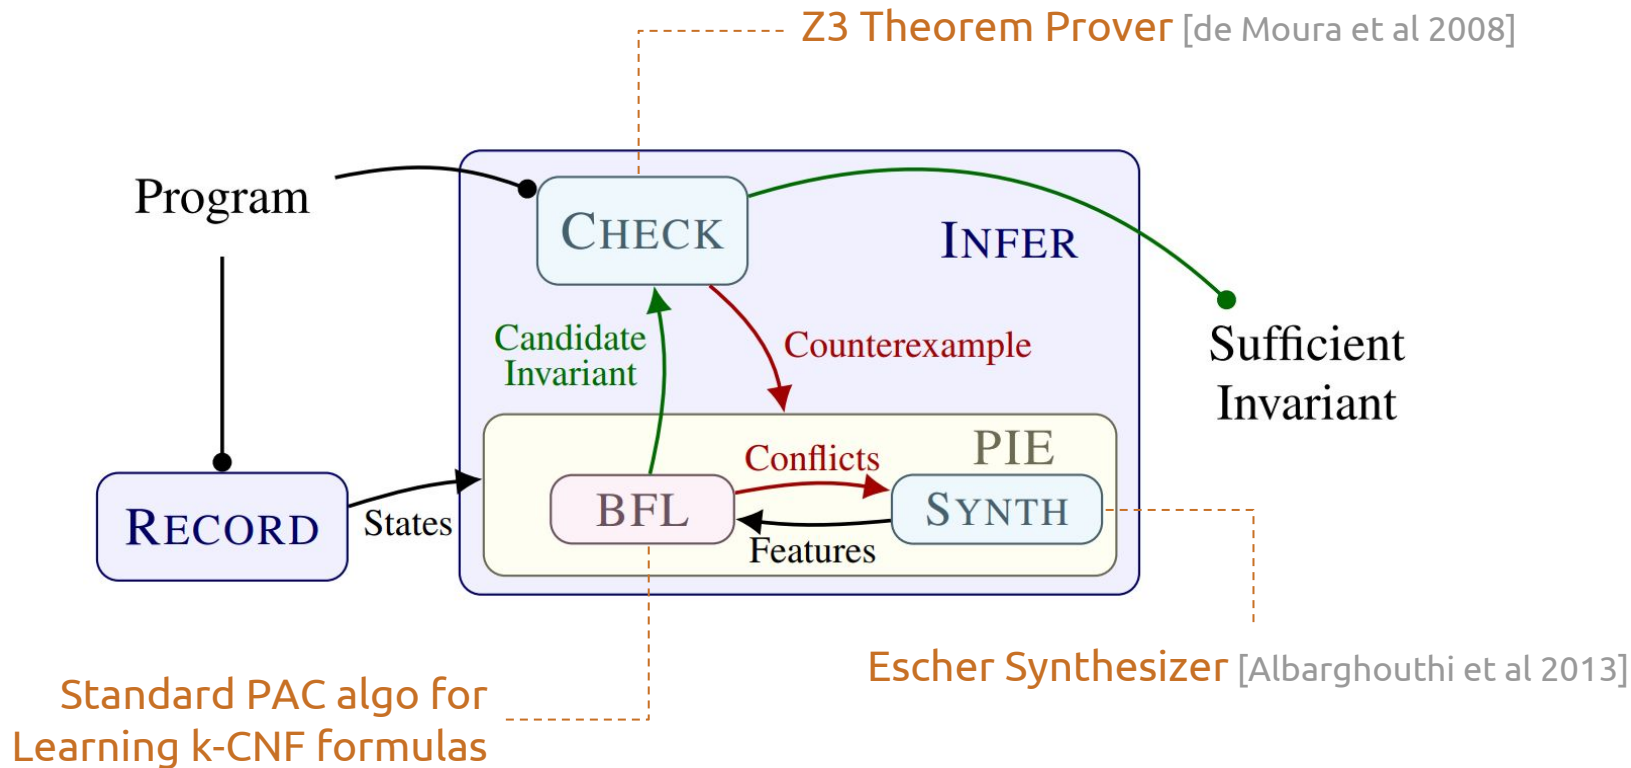 Z3 Theorem Prover [de Moura et al 2008]
Program
CHECK
INFER
Candidate
Invariant
Counterexample
Sufficient
Invariant
RECORD
States
PIE
Conflicts
BFL
SYNTH
Features
Escher Synthesizer [Albarghouthi et al 2013]
Standard PAC algo for
Learning k-CNF formulas